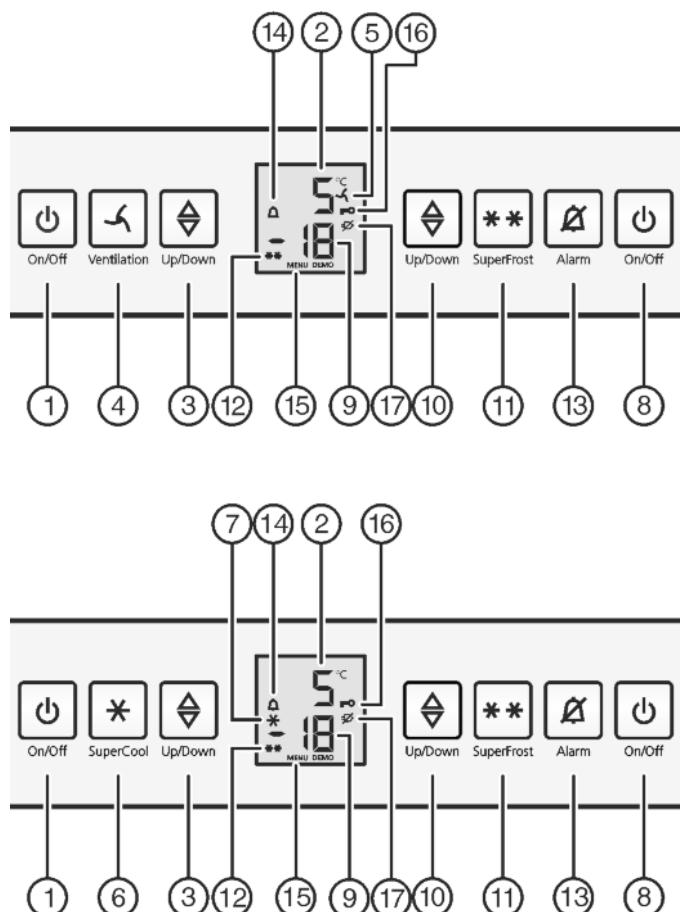 14 2 5 16
5 °C
18
MENU DEMO
On/Off Ventilation Up/Down Up/Down SuperFrost Alarm On/Off
1 4 3 12 15 9 17 10 11 13 8
7 14 2 16
5 °C
18
MENU DEMO
On/Off SuperCool Up/Down Up/Down SuperFrost Alarm On/Off
1 6 3 12 15 9 17 10 11 13 8